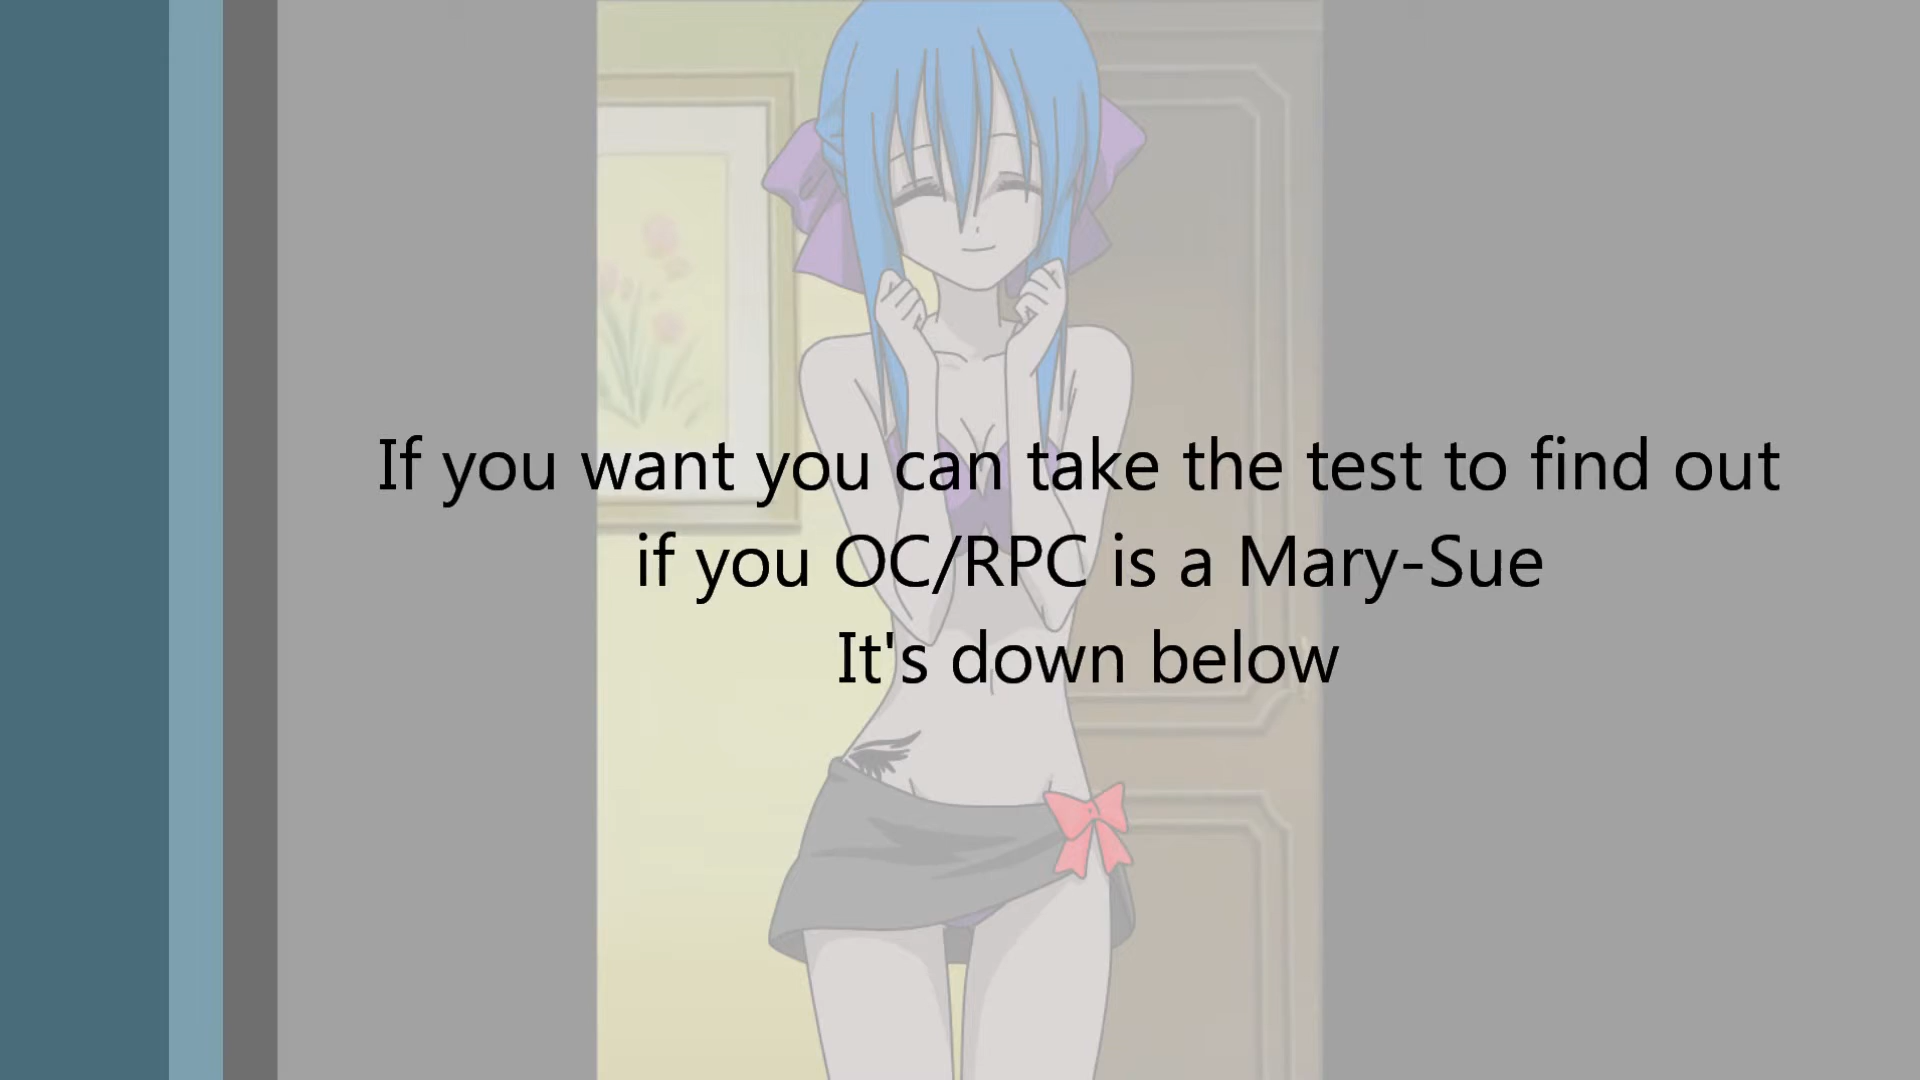 If you want you can take the test to find out
if you OC/RPC is a Mary-Sue
It's down below